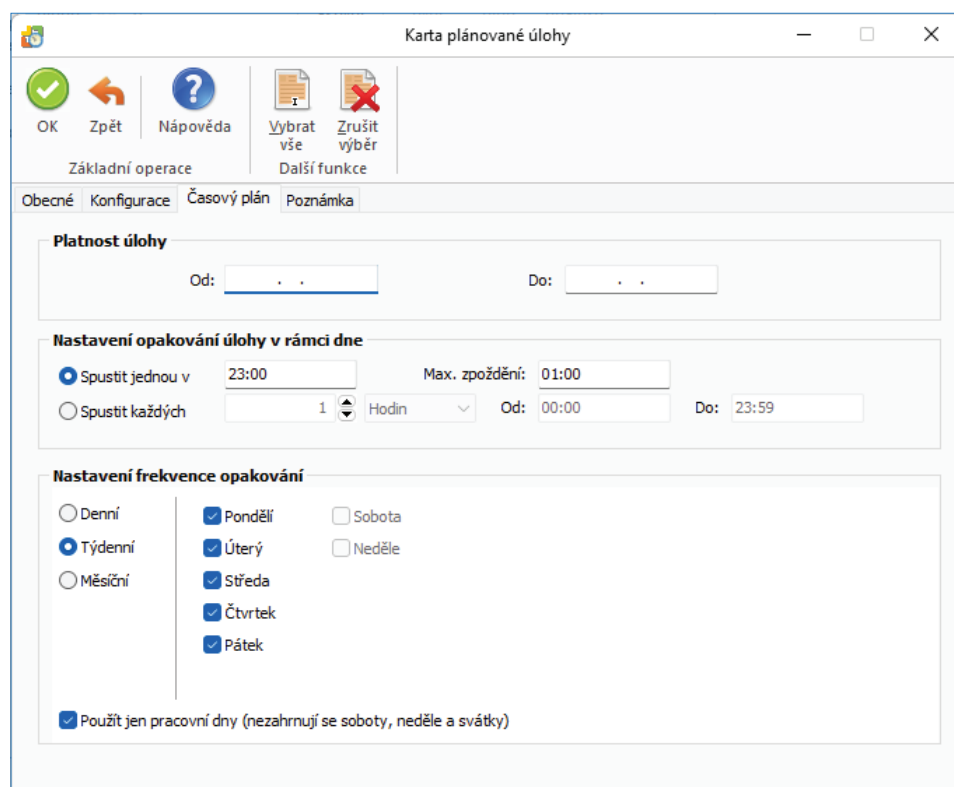 Karta plánované úlohy
OK Zpět Nápověda Vybrat vše Zrušit výběr
Základní operace Další funkce
Obecné Konfigurace Časový plán Poznámka
Platnost úlohy
Od: . . Do: . .
Nastavení opakování úlohy v rámci dne
Spustit jednou v 23:00 Max. zpoždění: 01:00
Spustit každých 1 Hodin Od: 00:00 Do: 23:59
Nastavení frekvence opakování
Denní Pondělí Sobota
Týdenní Úterý Neděle
Měsíční Středa
Čtvrtek
Pátek
Použít jen pracovní dny (nezahrnují se soboty, neděle a svátky)